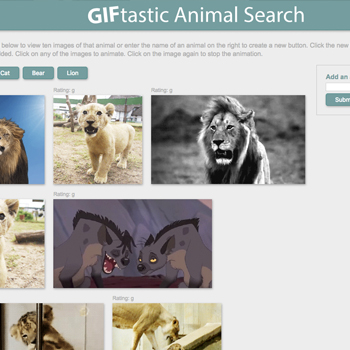 GIFtastic Animal Search
below to view ten images of that animal or enter the name of an animal on the right to create a new button. Click the new
ded. Click on any of the images to animate. Click on the image again to stop the animation.
Cat Bear Lion
Add an
Subm
Rating: g
Rating: g
Rating: g
Rating: g